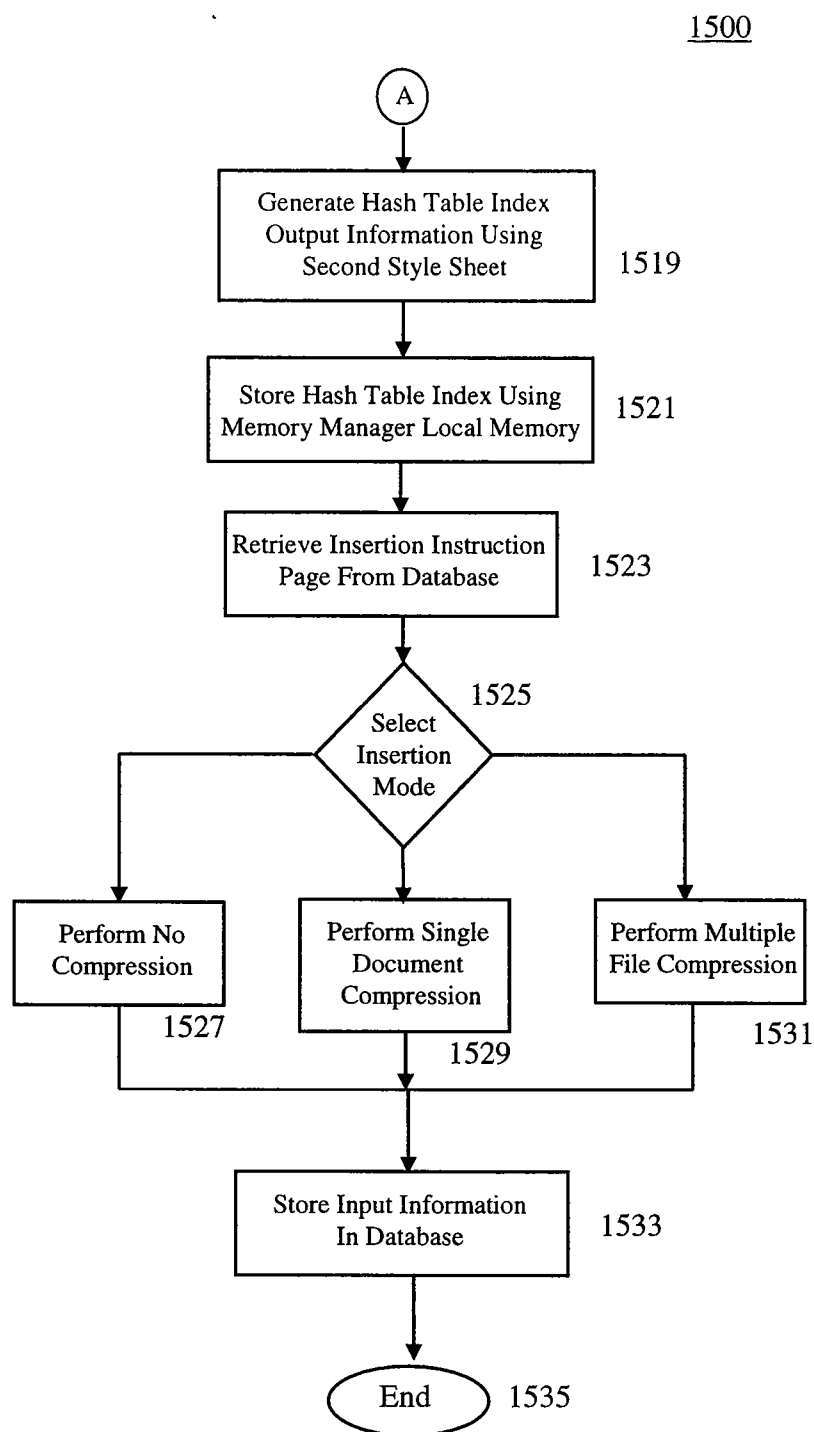 1500
A
Generate Hash Table Index
Output Information Using
Second Style Sheet
1519
Store Hash Table Index Using
Memory Manager Local Memory
1521
Retrieve Insertion Instruction
Page From Database
1523
1525
Select
Insertion
Mode
Perform No
Compression
1527
Perform Single
Document
Compression
1529
Perform Multiple
File Compression
1531
Store Input Information
In Database
1533
End
1535